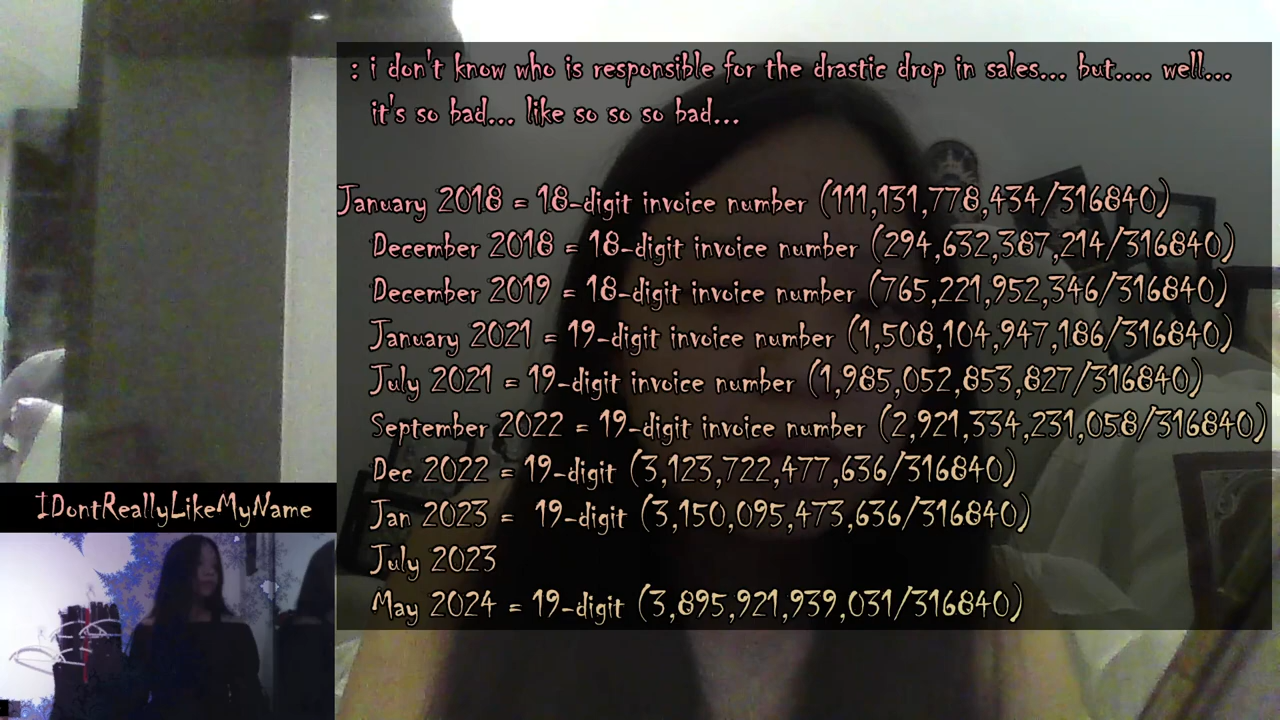 : i don't know who is responsible for the drastic drop in sales... but.... well...
it's so bad... like so so so bad...
January 2018 = 18-digit invoice number (111,131,778,434/316840)
December 2018 = 18-digit invoice number (294,632,387,214/316840)
December 2019 = 18-digit invoice number (765,221,952,346/316840)
January 2021 = 19-digit invoice number (1,508,104,947,186/316840)
July 2021 = 19-digit invoice number (1,985,052,853,827/316840)
September 2022 = 19-digit invoice number (2,921,334,231,058/316840)
Dec 2022 = 19-digit (3,123,722,477,636/316840)
Jan 2023 = 19-digit (3,150,095,473,636/316840)
July 2023
May 2024 = 19-digit (3,895,921,939,031/316840)
IDontReallyLikeMyName